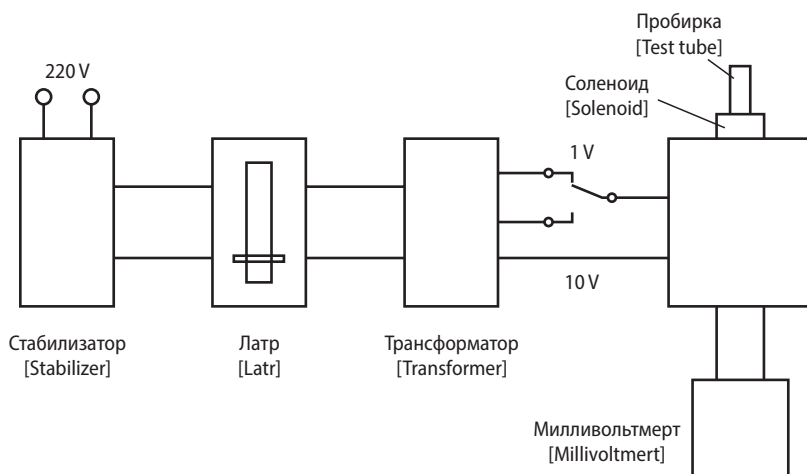 Пробирка
[Test tube]
220 V
Соленоид
[Solenoid]
1 V
10 V
Стабилизатор
[Stabilizer]
Латр
[Latr]
Трансформатор
[Transformer]
Милливольтмерт
[Millivoltmert]